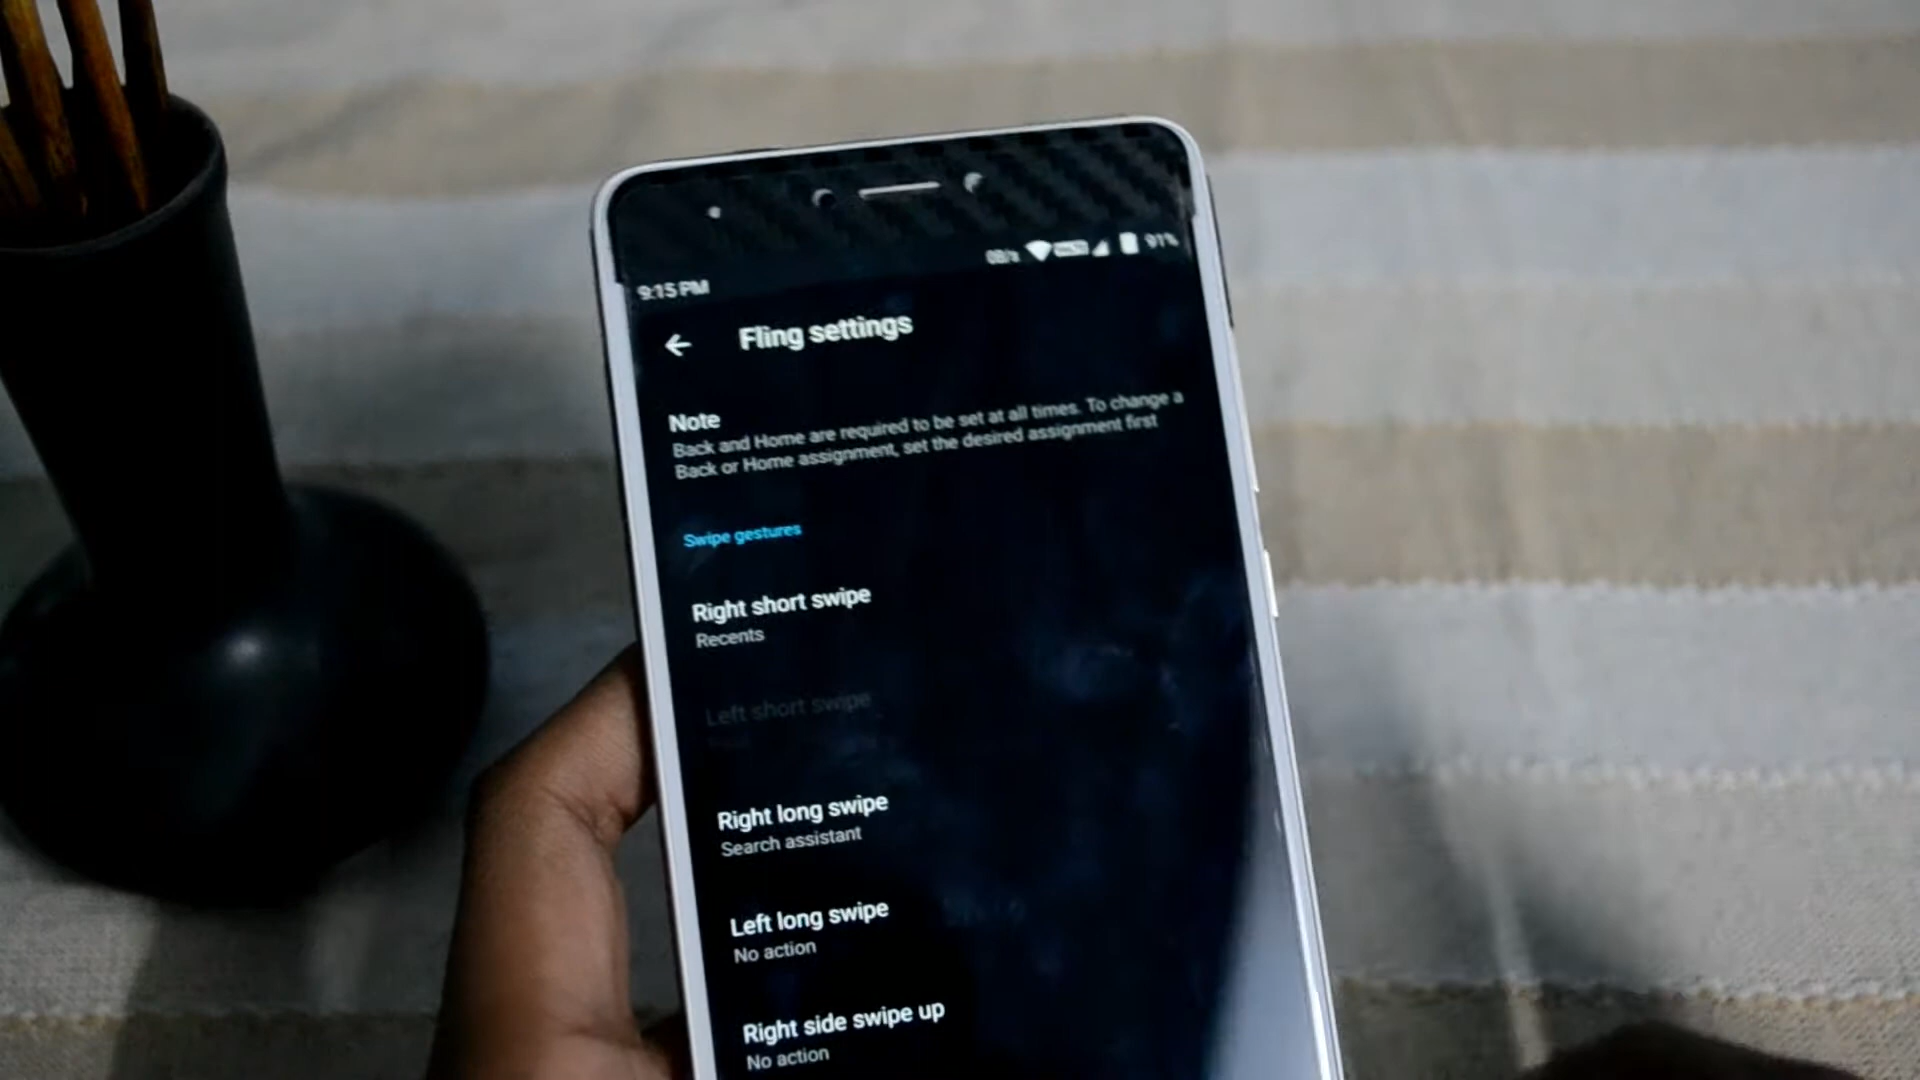 0B/s 91%
9:15 PM
Fling settings
Note
Back and Home are required to be set at all times. To change a
Back or Home assignment, set the desired assignment first
Swipe gestures
Right short swipe
Recents
Left short swipe
Right long swipe
Search assistant
Left long swipe
No action
Right side swipe up
No action